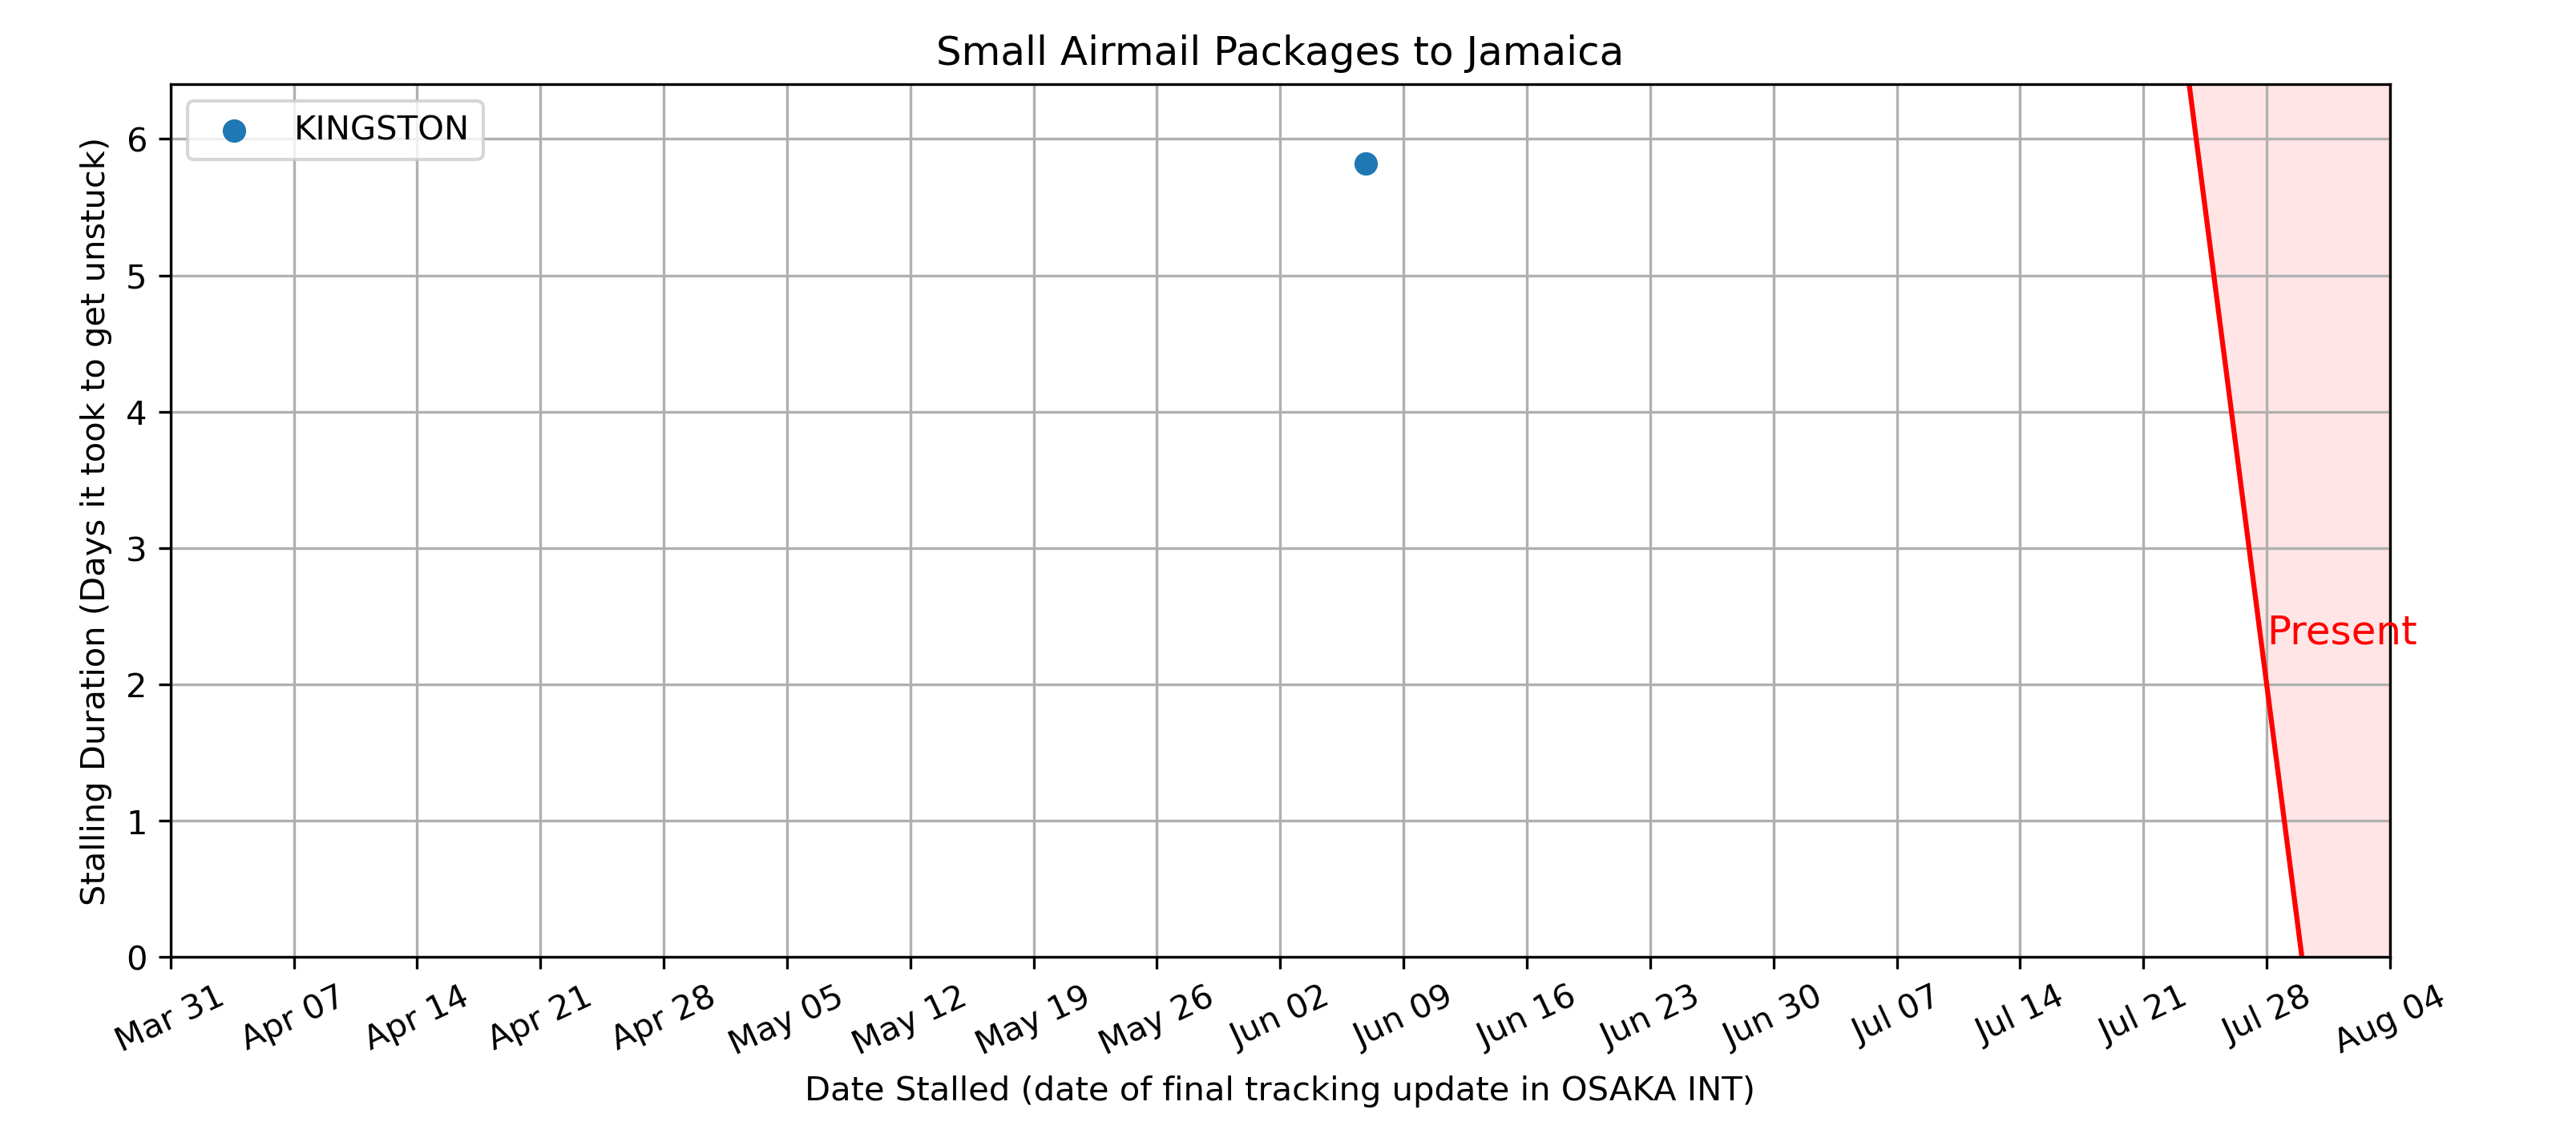 Small Airmail Packages to Jamaica
KINGSTON
Stalling Duration (Days it took to get unstuck)
6
5
4
3
2
1
0
Present
Mar 31
Apr 07
Apr 14
Apr 21
Apr 28
May 05
May 12
May 19
May 26
Jun 02
Jun 09
Jun 16
Jun 23
Jun 30
Jul 07
Jul 14
Jul 21
Jul 28
Aug 04
Date Stalled (date of final tracking update in OSAKA INT)